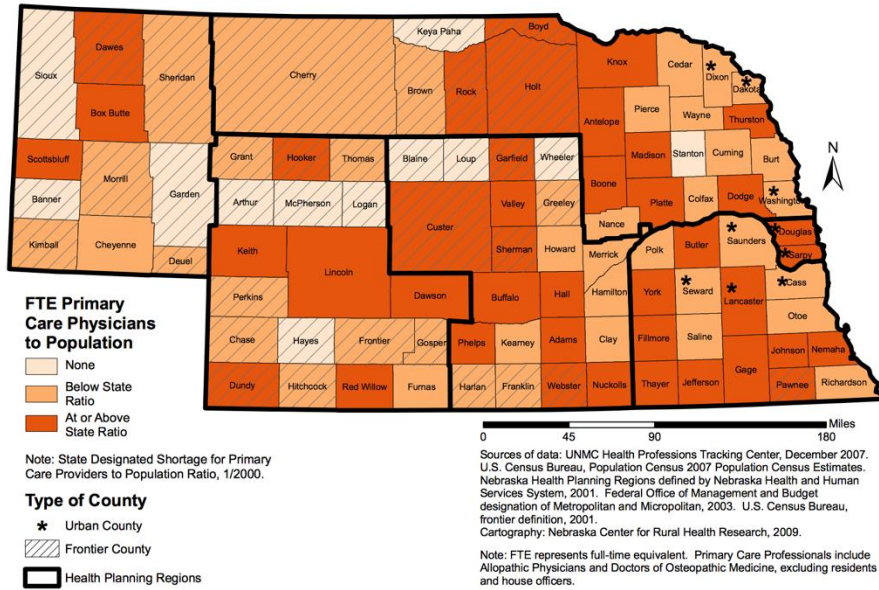 Keya Paha
Boyd
Dawes
Sioux
Sheridan
Cherry
Knox
Cedar
Dixon
Dakota
Brown
Rock
Holt
Box Butte
Pierce
Wayne
Antelope
Thurston
Scottsbluff
Morrill
Grant
Hooker
Thomas
Blaine
Loup
Garfield
Wheeler
Madison
Stanton
Cuming
Burt
Banner
Garden
Arthur
McPherson
Logan
Custer
Valley
Greeley
Boone
Platte
Colfax
Dodge
Washington
Kimball
Cheyenne
Deuel
Keith
Lincoln
Sherman
Howard
Nance
Merrick
Polk
Butler
Saunders
Douglas
Sarpy
Perkins
Dawson
Buffalo
Hall
Hamilton
York
Seward
Lancaster
Cass
Otoe
Chase
Hayes
Frontier
Gosper
Phelps
Kearney
Adams
Clay
Fillmore
Saline
Johnson
Nemaha
Dundy
Hitchcock
Red Willow
Furnas
Harlan
Franklin
Webster
Nuckolls
Thayer
Jefferson
Gage
Pawnee
Richardson
N
FTE Primary
Care Physicians
to Population
None
Below State
Ratio
At or Above
State Ratio
Note: State Designated Shortage for Primary
Care Providers to Population Ratio, 1/2000.
Type of County
* Urban County
Frontier County
Health Planning Regions
Miles
0 45 90 180
Sources of data: UNMC Health Professions Tracking Center, December 2007.
U.S. Census Bureau, Population Census 2007 Population Census Estimates.
Nebraska Health Planning Regions defined by Nebraska Health and Human
Services System, 2001. Federal Office of Management and Budget
designation of Metropolitan and Micropolitan, 2003. U.S. Census Bureau,
frontier definition, 2001.
Cartography: Nebraska Center for Rural Health Research, 2009.
Note: FTE represents full-time equivalent. Primary Care Professionals include
Allopathic Physicians and Doctors of Osteopathic Medicine, excluding residents
and house officers.